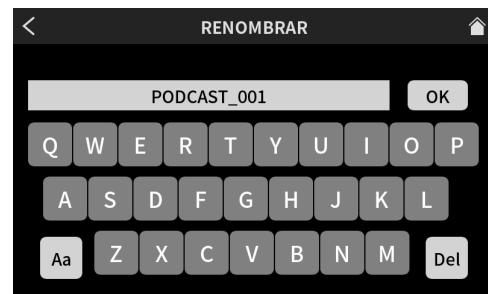 RENOMBRAR
PODCAST_001 OK
Q W E R T Y U I O P
A S D F G H J K L
Aa Z X C V B N M Del